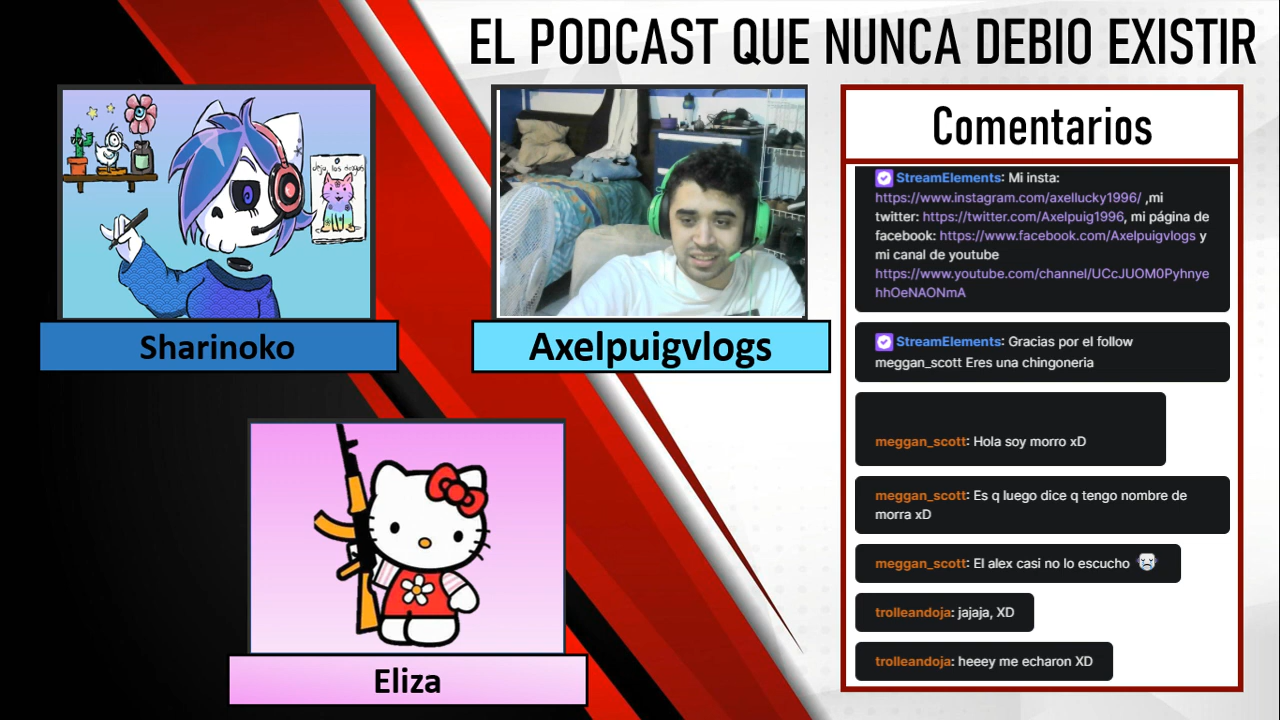 EL PODCAST QUE NUNCA DEBIO EXISTIR
deja las drogas
Sharinoko
Axelpuigvlogs
Eliza
Comentarios
StreamElements: Mi insta:
https://www.instagram.com/axellucky1996/ ,mi
twitter: https://twitter.com/Axelpuig1996, mi página de
facebook: https://www.facebook.com/Axelpuigvlogs y
mi canal de youtube
https://www.youtube.com/channel/UCcJUOM0Pyhnye
hhOeNAONmA
StreamElements: Gracias por el follow
meggan_scott Eres una chingoneria
meggan_scott: Hola soy morro xD
meggan_scott: Es q luego dice q tengo nombre de
morra xD
meggan_scott: El alex casi no lo escucho
trolleandoja: jajaja, XD
trolleandoja: heeey me echaron XD